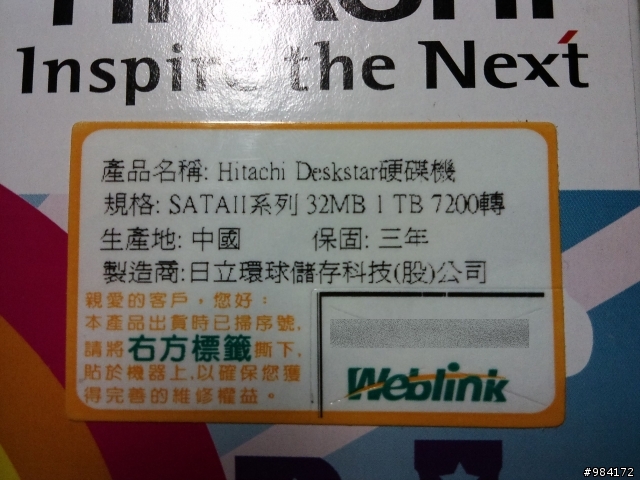 HITACHI
Inspire the Next
產品名稱: Hitachi Deskstar硬碟機
規格: SATAII系列 32MB 1 TB 7200轉
生產地: 中國 保固: 三年
製造商:日立環球儲存科技(股)公司
親愛的客戶，您好：
本產品出貨時已掃序號,
請將右方標籤撕下,
貼於機器上,以確保您獲
得完善的維修權益。
Weblink
#984172